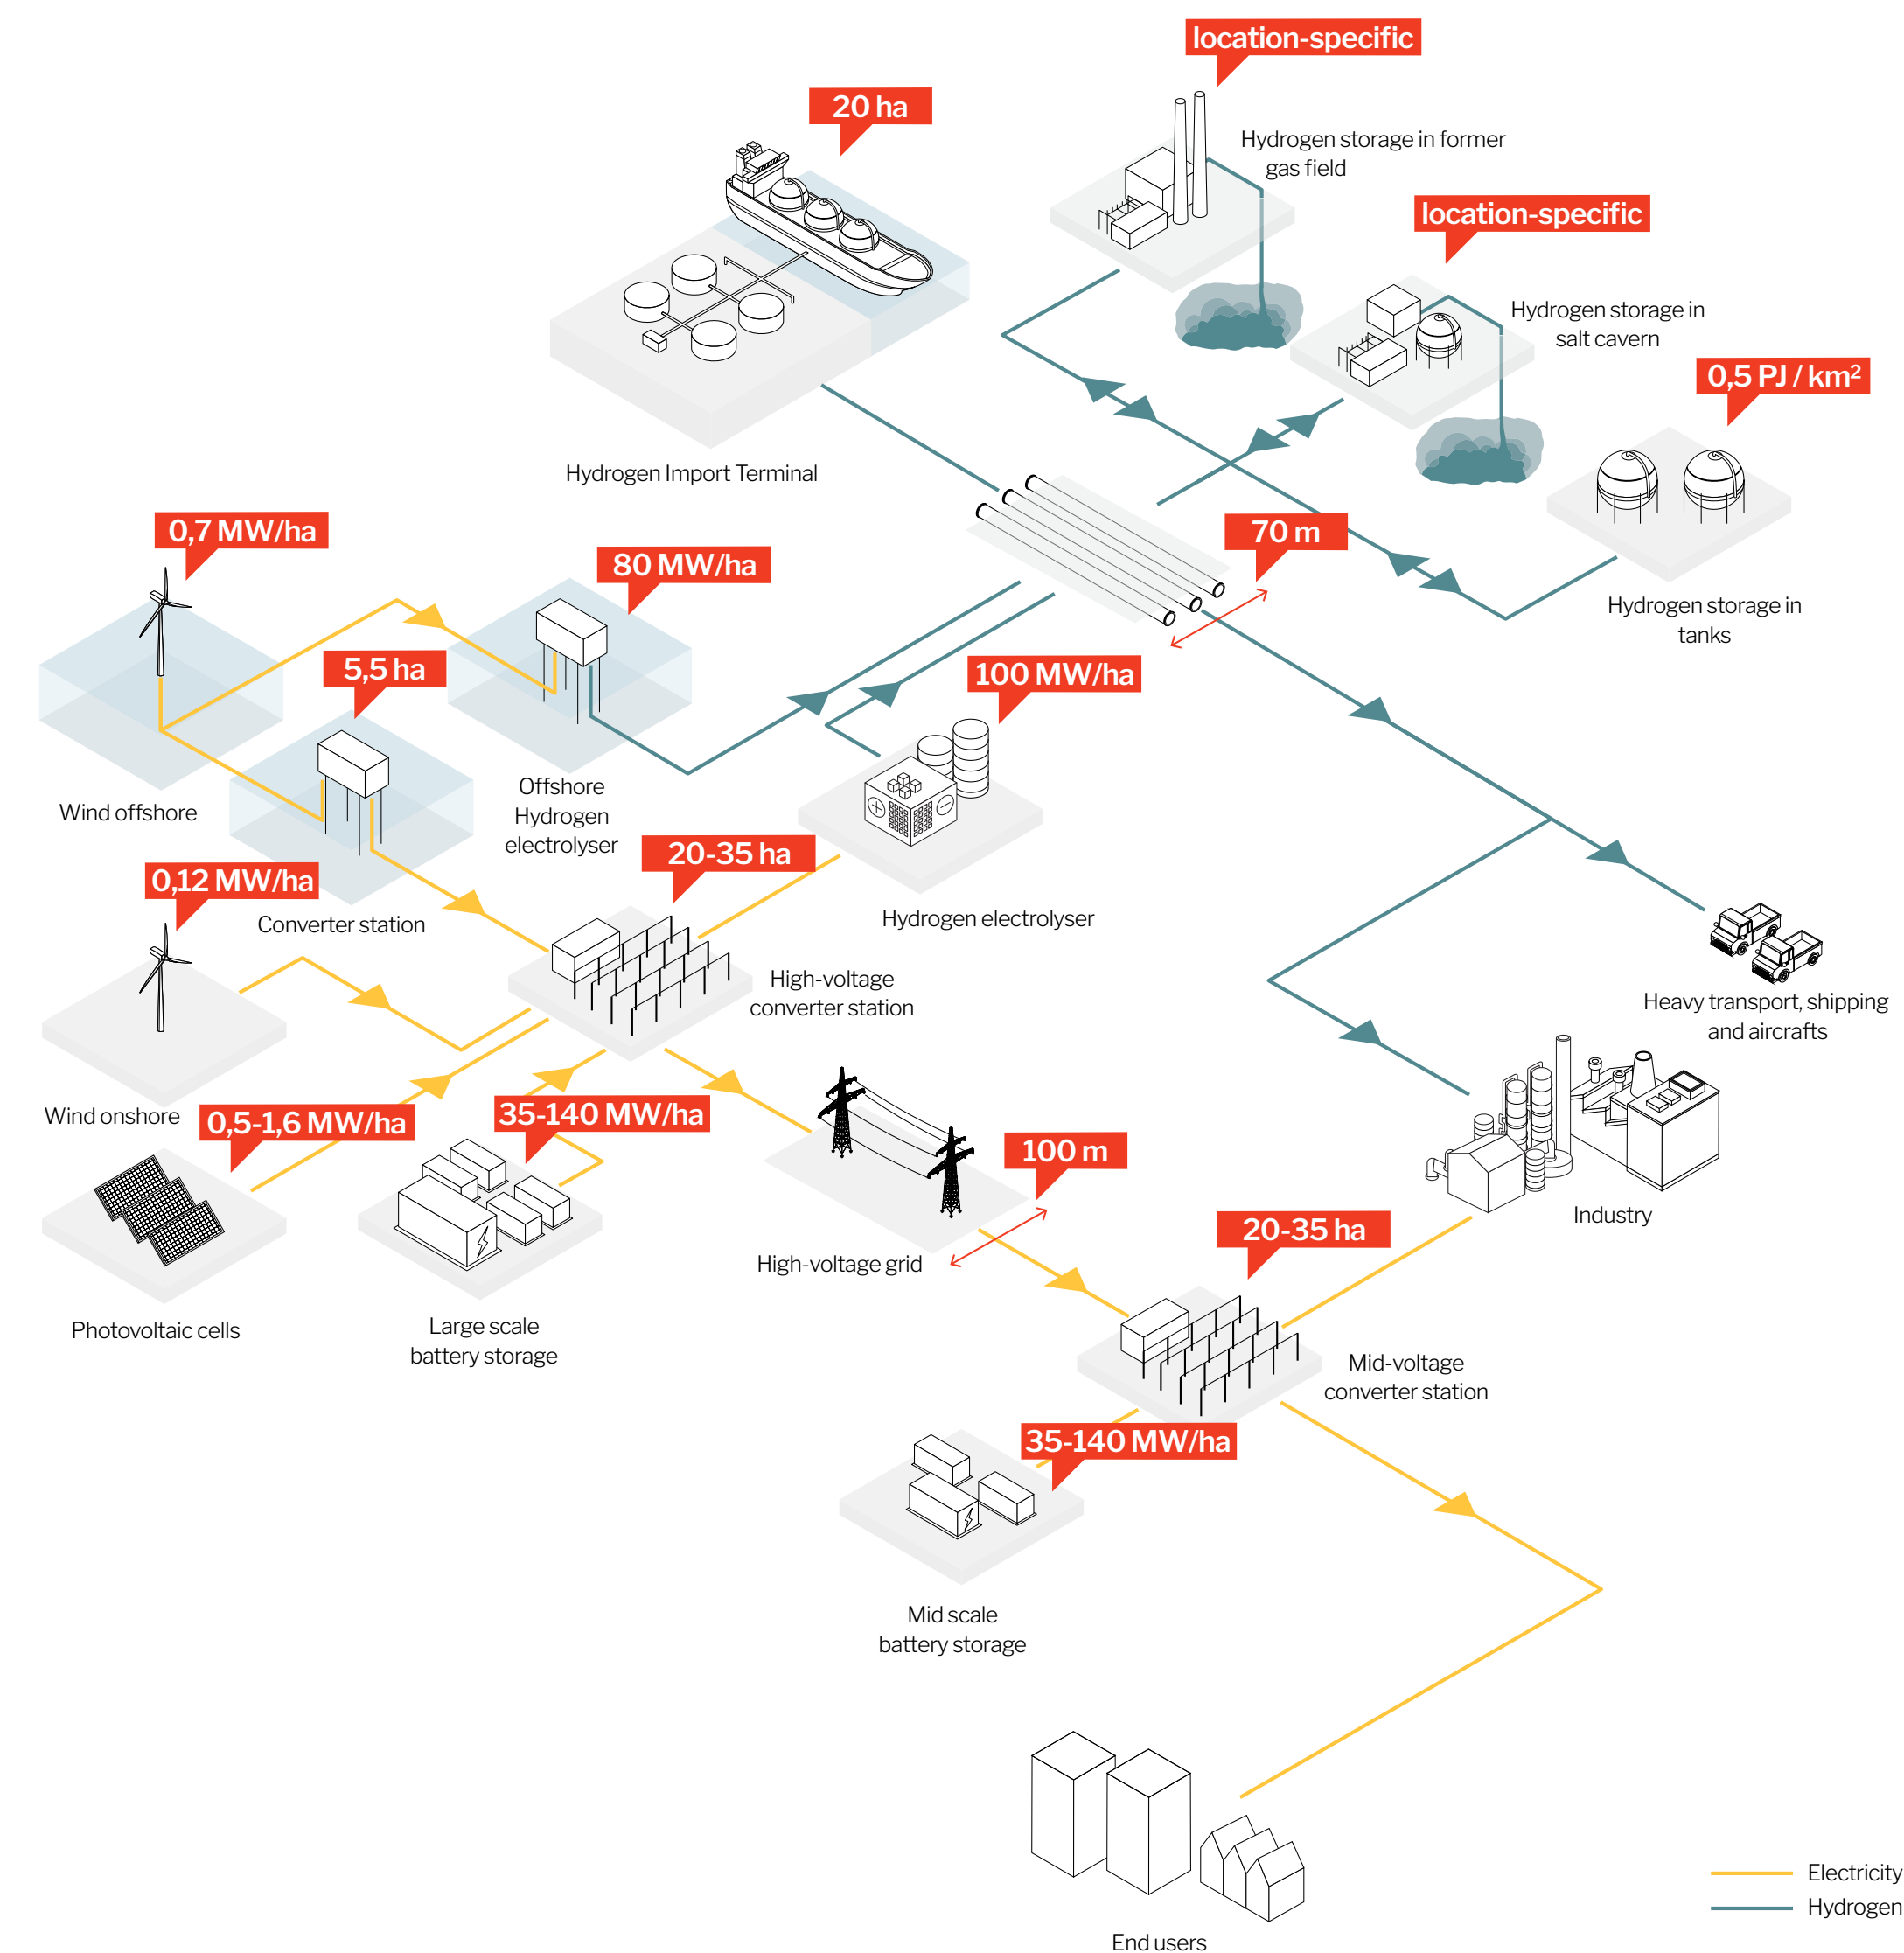 location-specific
20 ha
Hydrogen storage in former
gas field
location-specific
Hydrogen storage in
salt cavern
0,5 PJ / km²
Hydrogen Import Terminal
0,7 MW/ha
70 m
80 MW/ha
Hydrogen storage in
tanks
5,5 ha
100 MW/ha
Wind offshore
Offshore
Hydrogen
electrolyser
20-35 ha
0,12 MW/ha
Converter station
Hydrogen electrolyser
High-voltage
converter station
Heavy transport, shipping
and aircrafts
Wind onshore
0,5-1,6 MW/ha
35-140 MW/ha
100 m
Industry
20-35 ha
High-voltage grid
Photovoltaic cells
Large scale
battery storage
Mid-voltage
converter station
35-140 MW/ha
Mid scale
battery storage
Electricity
Hydrogen
End users